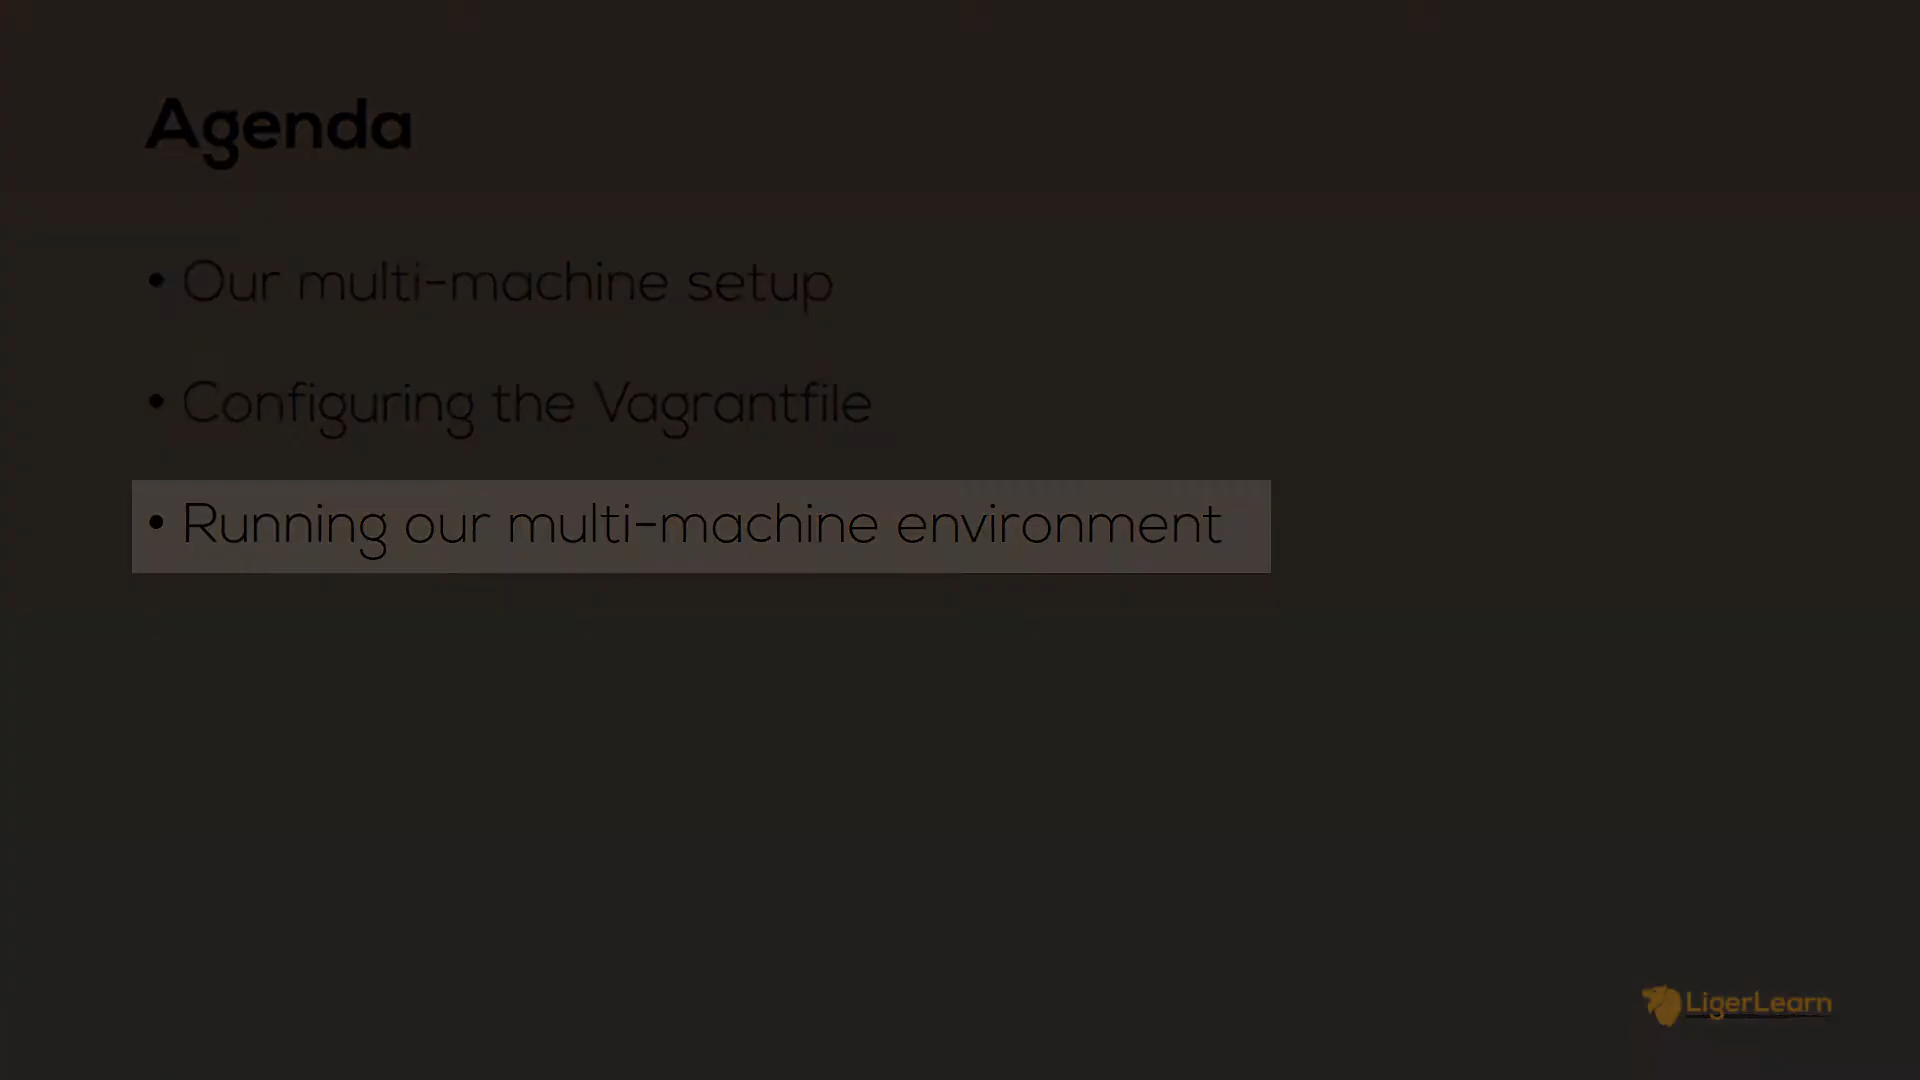 Agenda
• Our multi-machine setup
• Configuring the Vagrantfile
• Running our multi-machine environment
LigerLearn